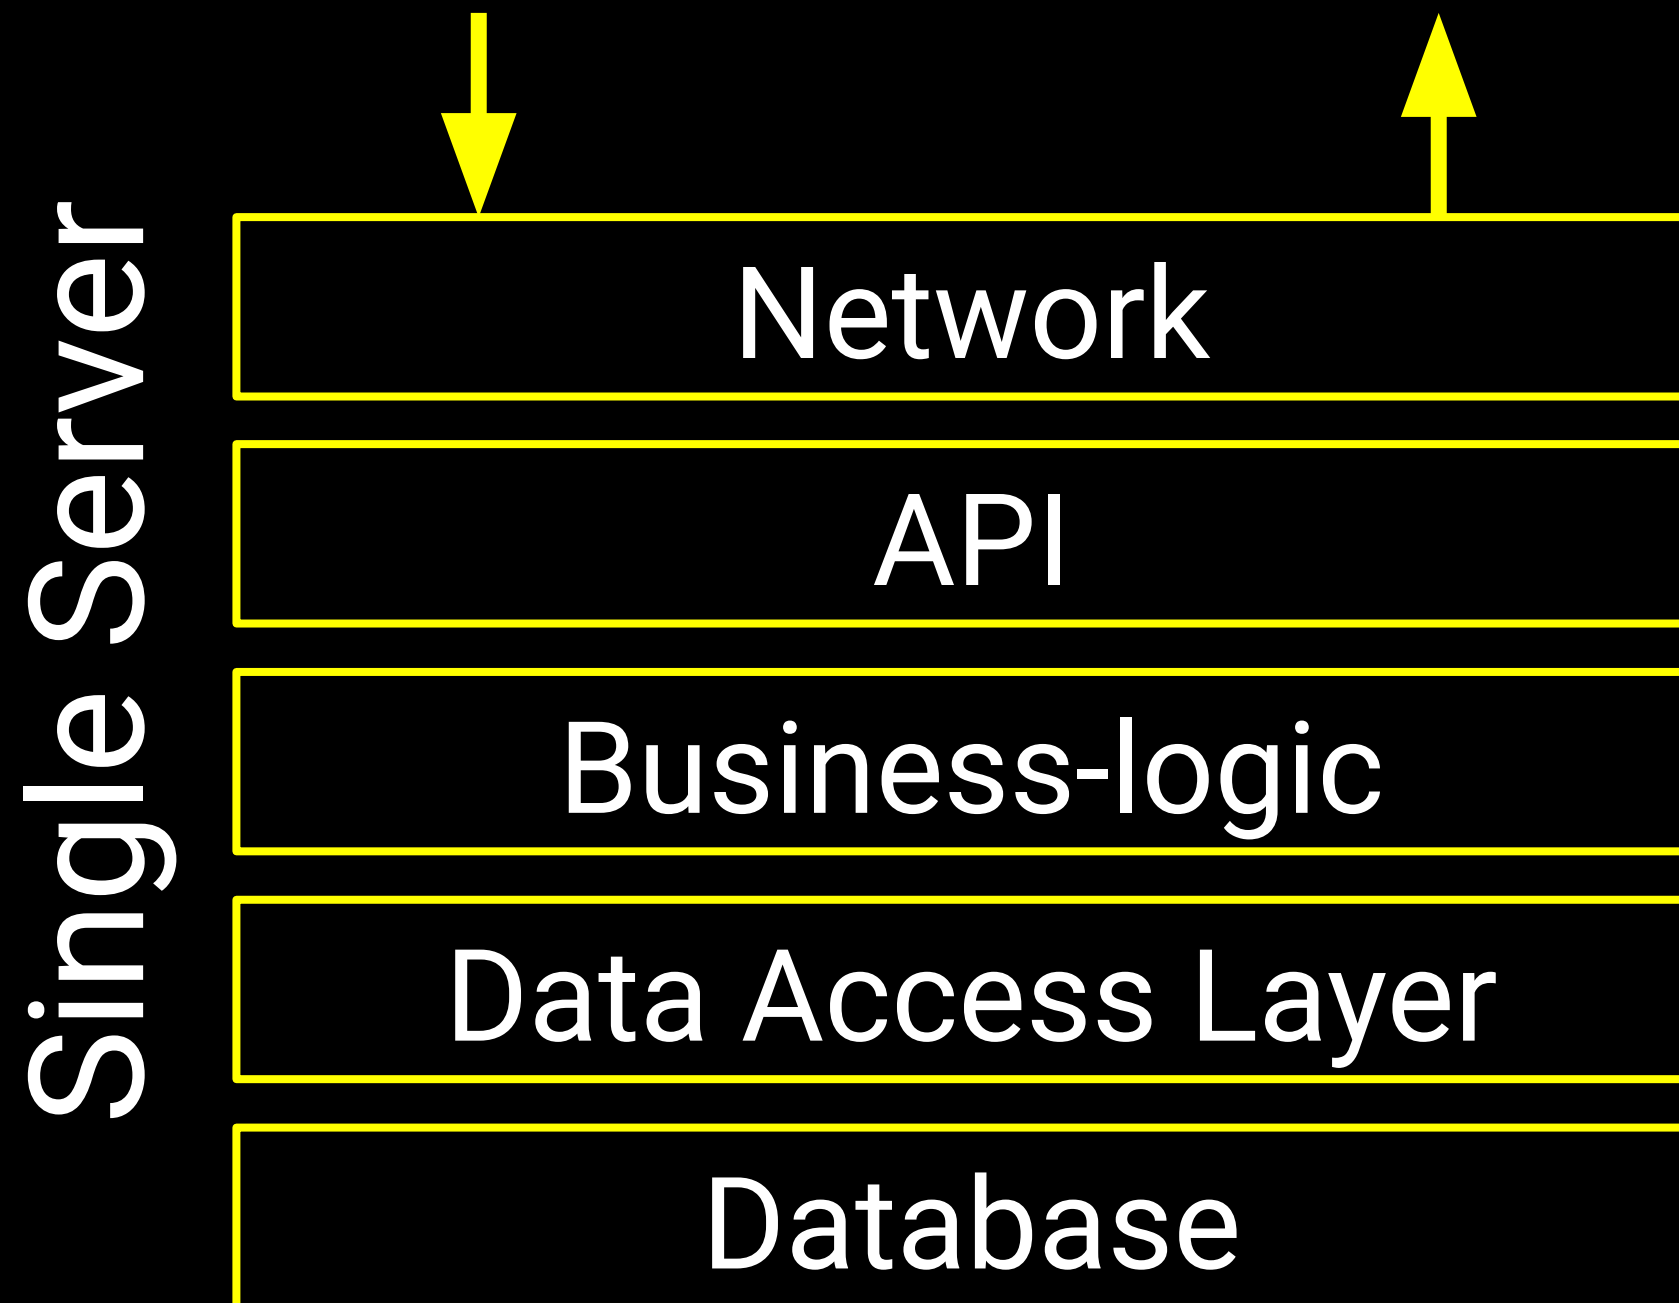 Single Server
Network
API
Business-logic
Data Access Layer
Database